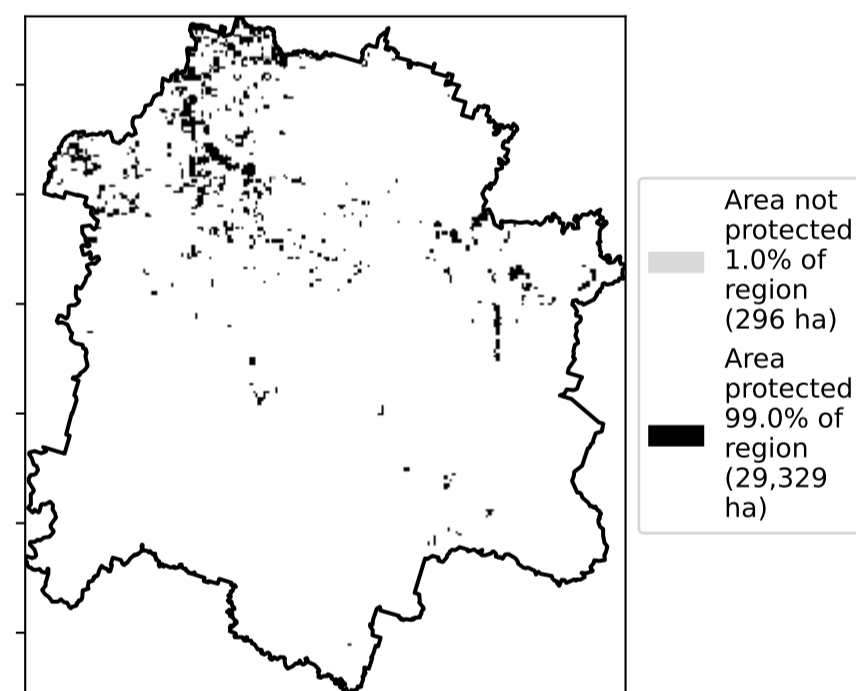 Area not
protected
1.0% of
region
(296 ha)
Area
protected
99.0% of
region
(29,329
ha)